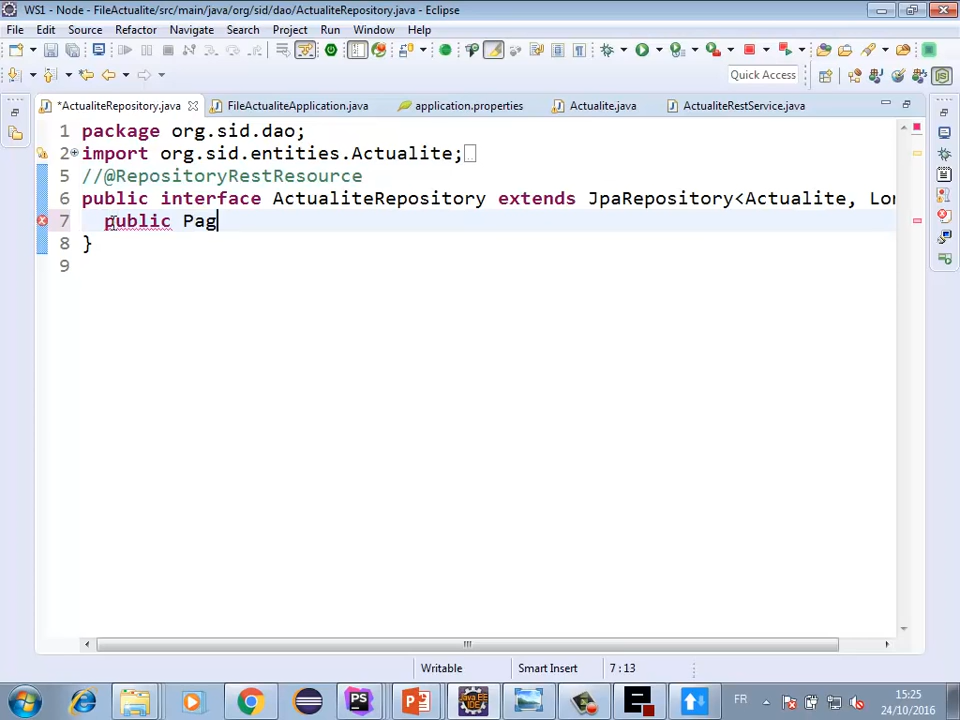 WS1 - Node - FileActualite/src/main/java/org/sid/dao/ActualiteRepository.java - Eclipse
File Edit Source Refactor Navigate Search Project Run Window Help
Quick Access
*ActualiteRepository.java FileActualiteApplication.java application.properties Actualite.java ActualiteRestService.java
1 package org.sid.dao;
2 import org.sid.entities.Actualite;
5 //@RepositoryRestResource
6 public interface ActualiteRepository extends JpaRepository<Actualite, Lon
7 public Pag
8 }
9
Writable Smart Insert 7 : 13
FR 15:25
24/10/2016